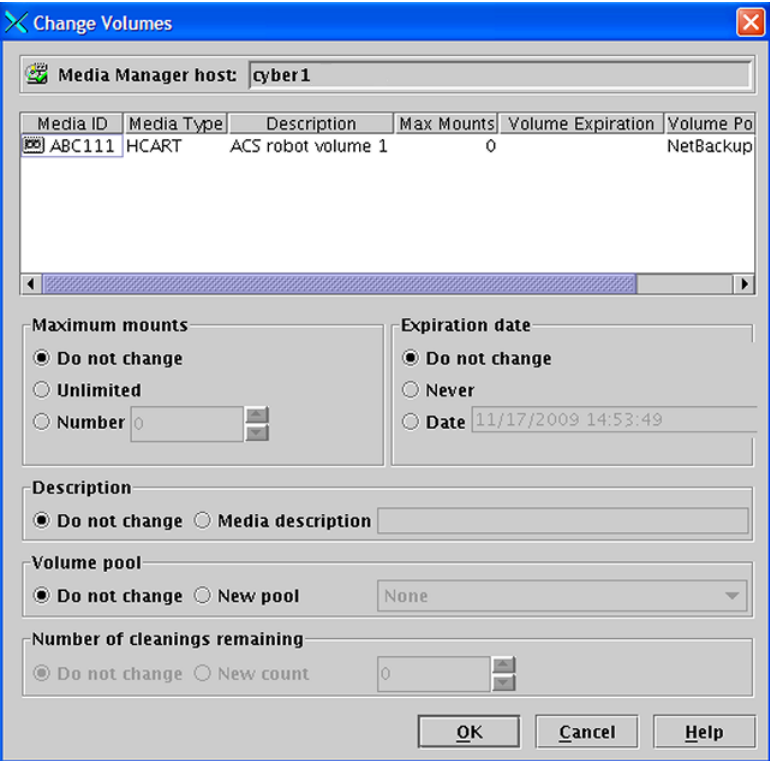 Change Volumes
Media Manager host: cyber1
Media ID Media Type Description Max Mounts Volume Expiration Volume Po
ABC111 HCART ACS robot volume 1 0 NetBackup
Maximum mounts Expiration date
Do not change Do not change
Unlimited Never
Number 0 Date 11/17/2009 14:53:49
Description
Do not change Media description
Volume pool
Do not change New pool None
Number of cleanings remaining
Do not change New count 0
OK Cancel Help